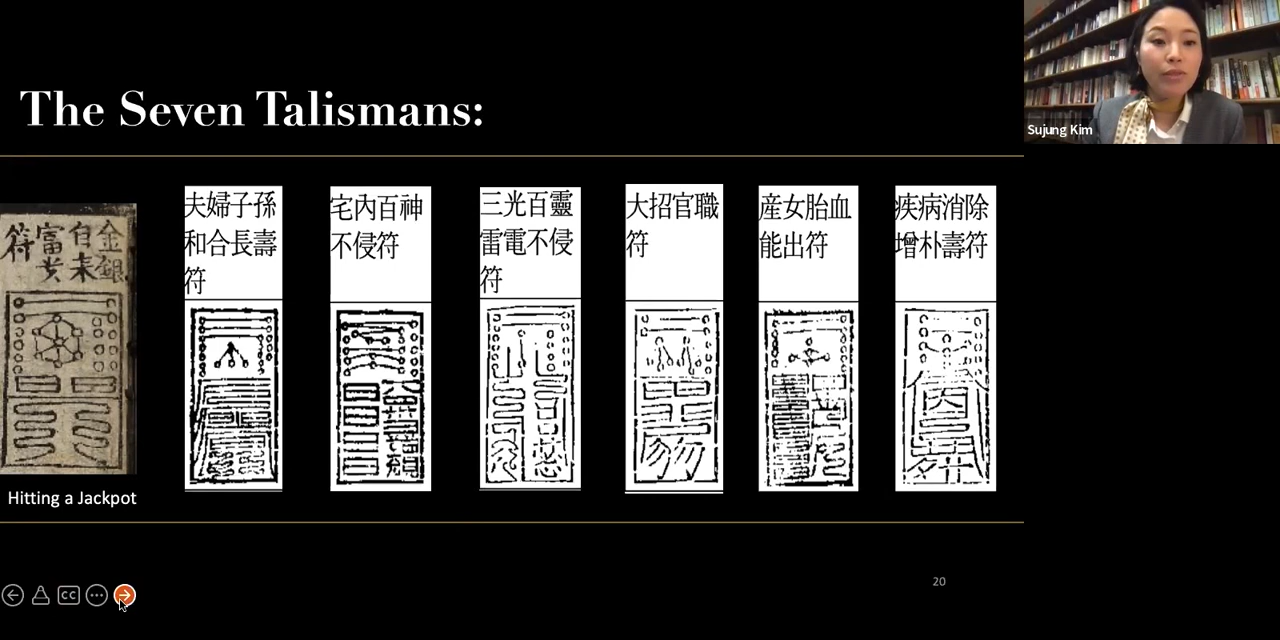 The Seven Talismans:
Sujung Kim
金銀
自来
富貴
符
夫婦子孫
和合長壽
符
宅內百神
不侵符
三光百靈
雷電不侵
符
大招官職
符
産女胎血
能出符
疾病消除
增朴壽符
Hitting a Jackpot
CC
20